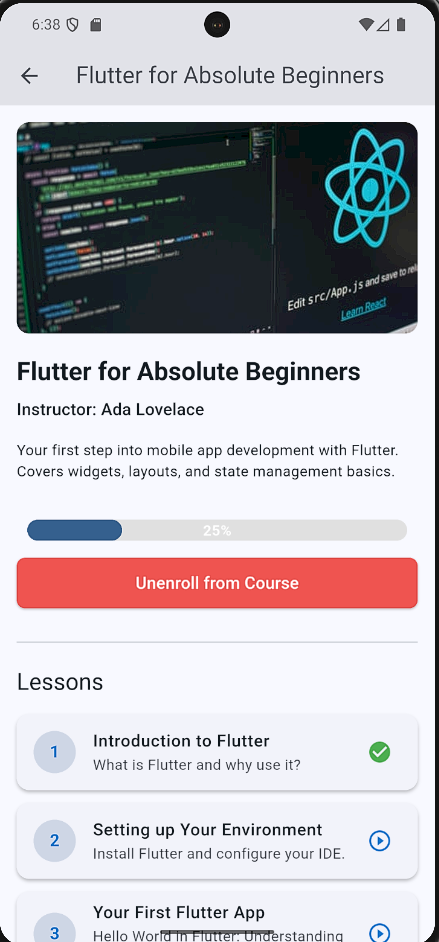 6:38
Flutter for Absolute Beginners
Edit src/App.js and save to rel
Learn React
Flutter for Absolute Beginners
Instructor: Ada Lovelace
Your first step into mobile app development with Flutter.
Covers widgets, layouts, and state management basics.
25%
Unenroll from Course
Lessons
1
Introduction to Flutter
What is Flutter and why use it?
2
Setting up Your Environment
Install Flutter and configure your IDE.
3
Your First Flutter App
Hello World in Flutter: Understanding